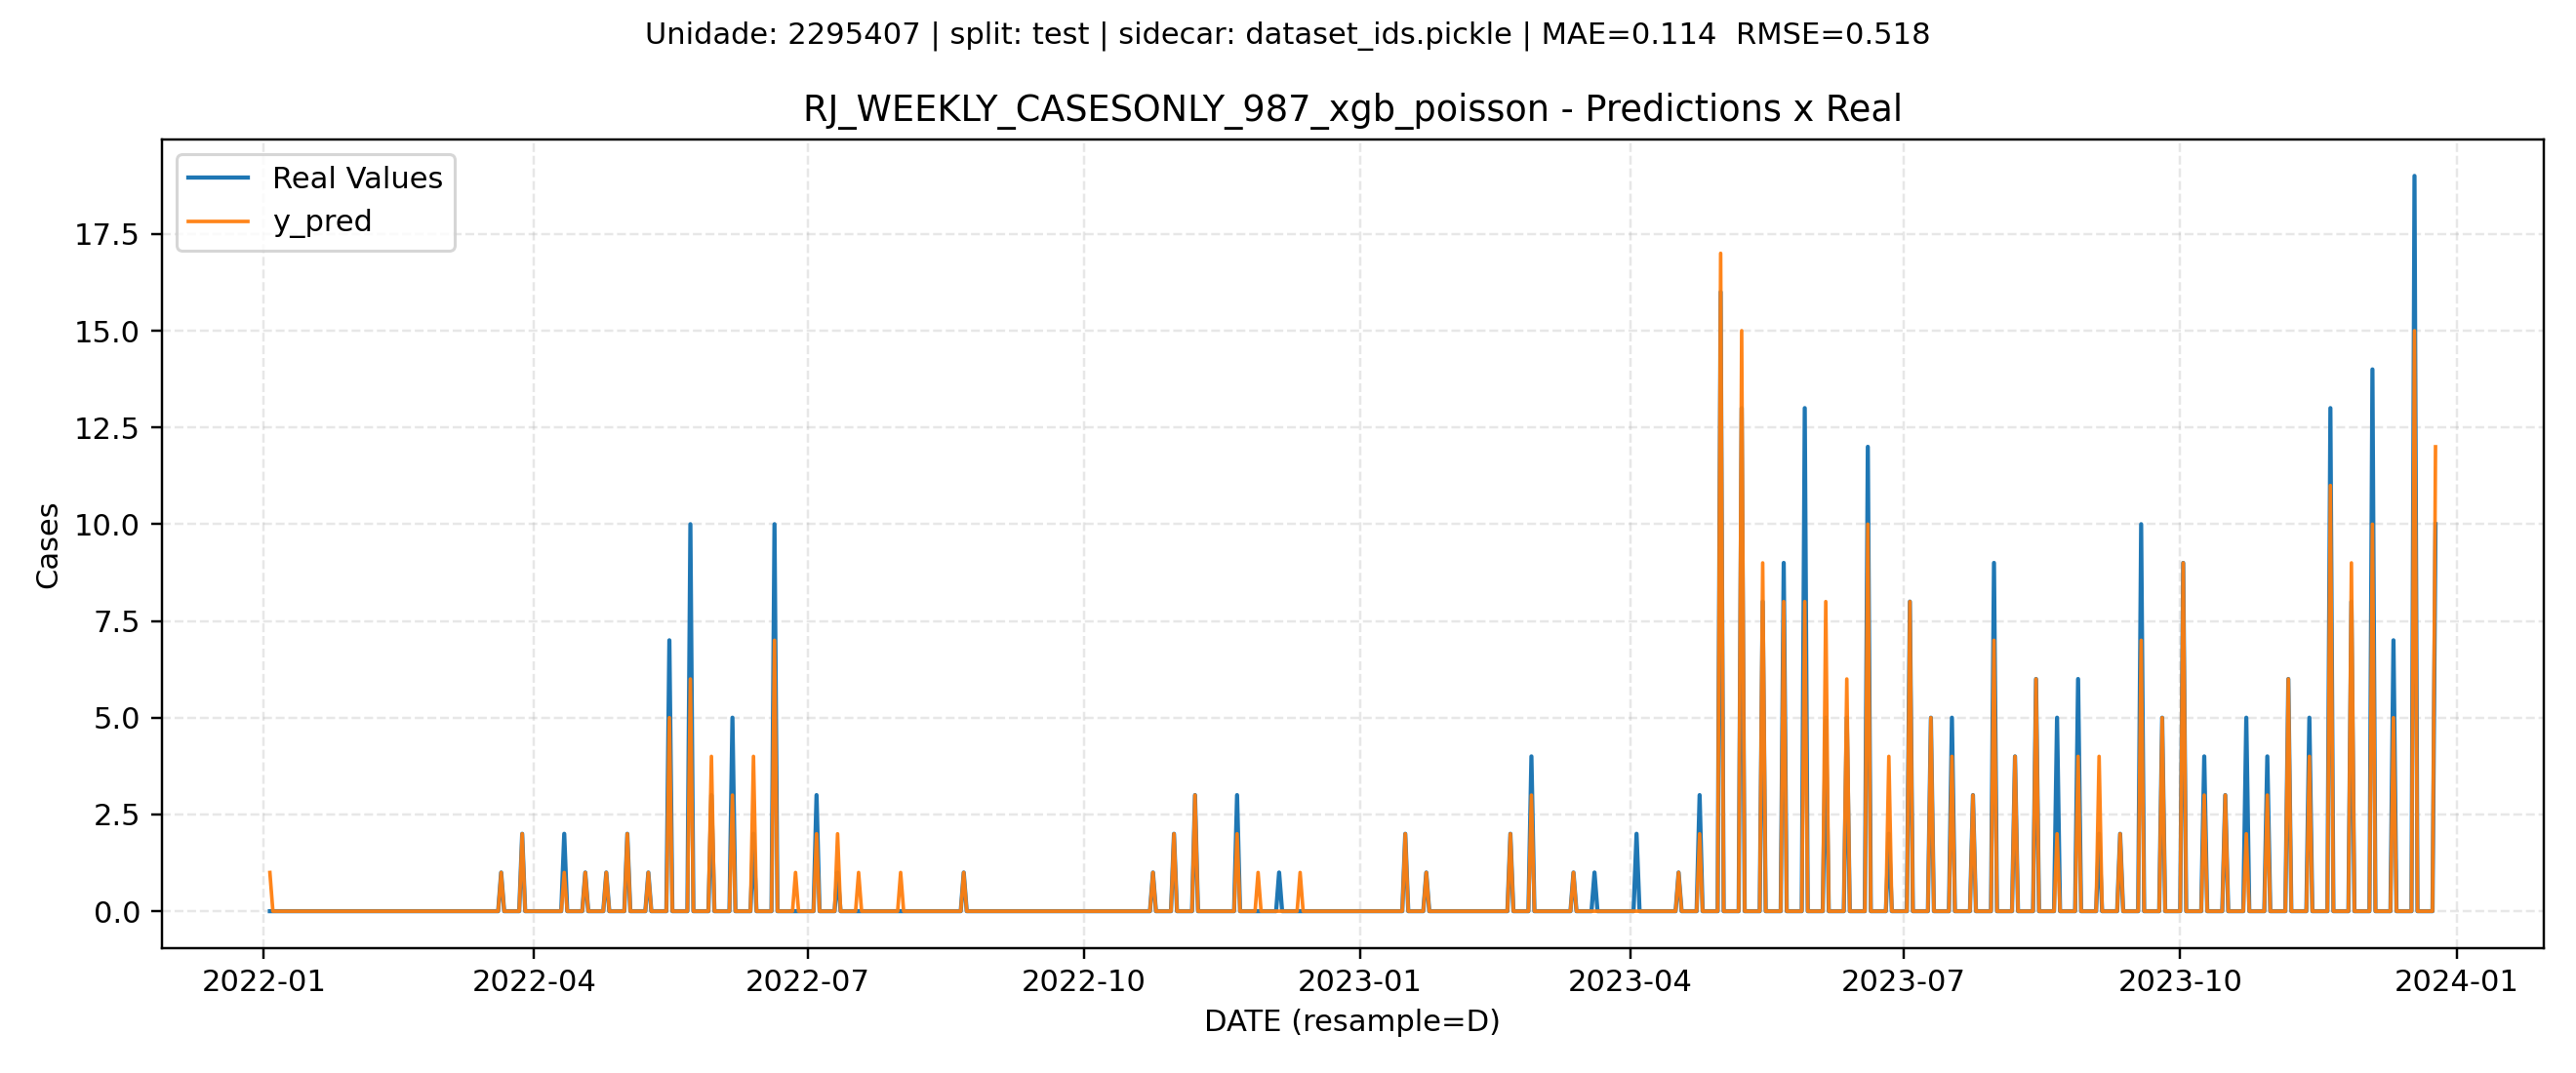 Unidade: 2295407 | split: test | sidecar: dataset_ids.pickle | MAE=0.114  RMSE=0.518
RJ_WEEKLY_CASESONLY_987_xgb_poisson - Predictions x Real
Real Values
y_pred
17.5
15.0
12.5
10.0
7.5
5.0
2.5
0.0
Cases
2022-01
2022-04
2022-07
2022-10
2023-01
2023-04
2023-07
2023-10
2024-01
DATE (resample=D)